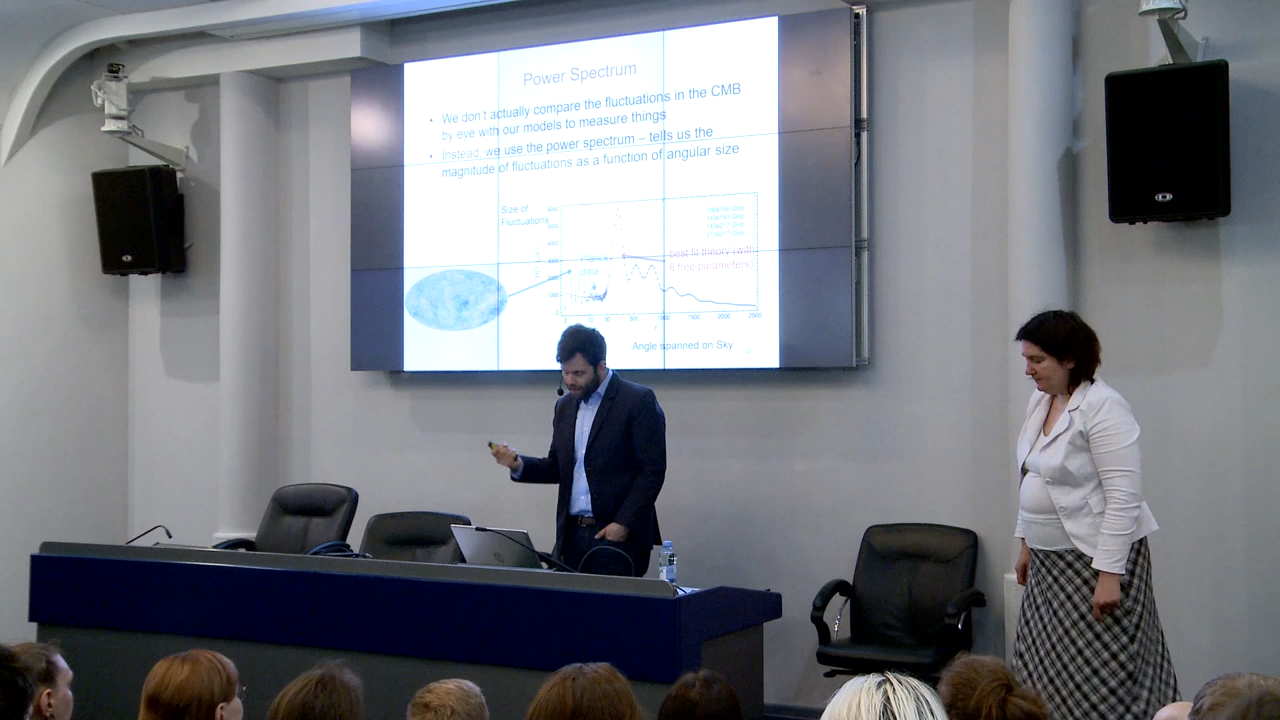 Power Spectrum
• We don't actually compare the fluctuations in the CMB
by eye with our models to measure things
• Instead, we use the power spectrum – tells us the
magnitude of fluctuations as a function of angular size
Size of
Fluctuations
data
best fit theory (with
6 free parameters)
500 1000 1500 2000 2500
Angle spanned on Sky